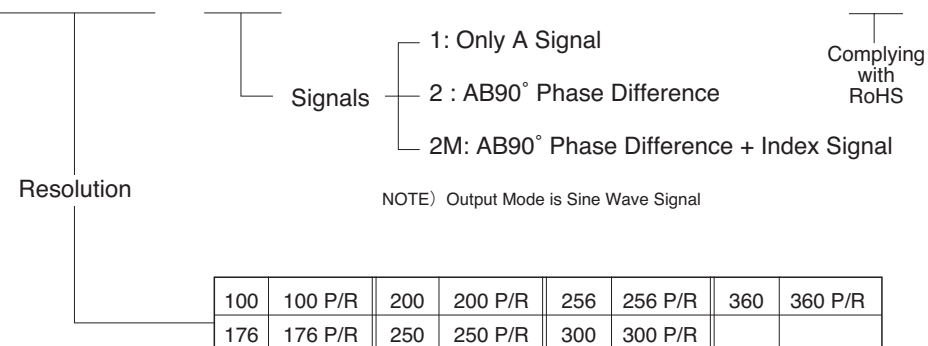 1: Only A Signal
Complying
with
RoHS
Signals
2 : AB90˚ Phase Difference
2M: AB90˚ Phase Difference + Index Signal
Resolution
NOTE）Output Mode is Sine Wave Signal
100 100 P/R 200 200 P/R 256 256 P/R 360 360 P/R
176 176 P/R 250 250 P/R 300 300 P/R